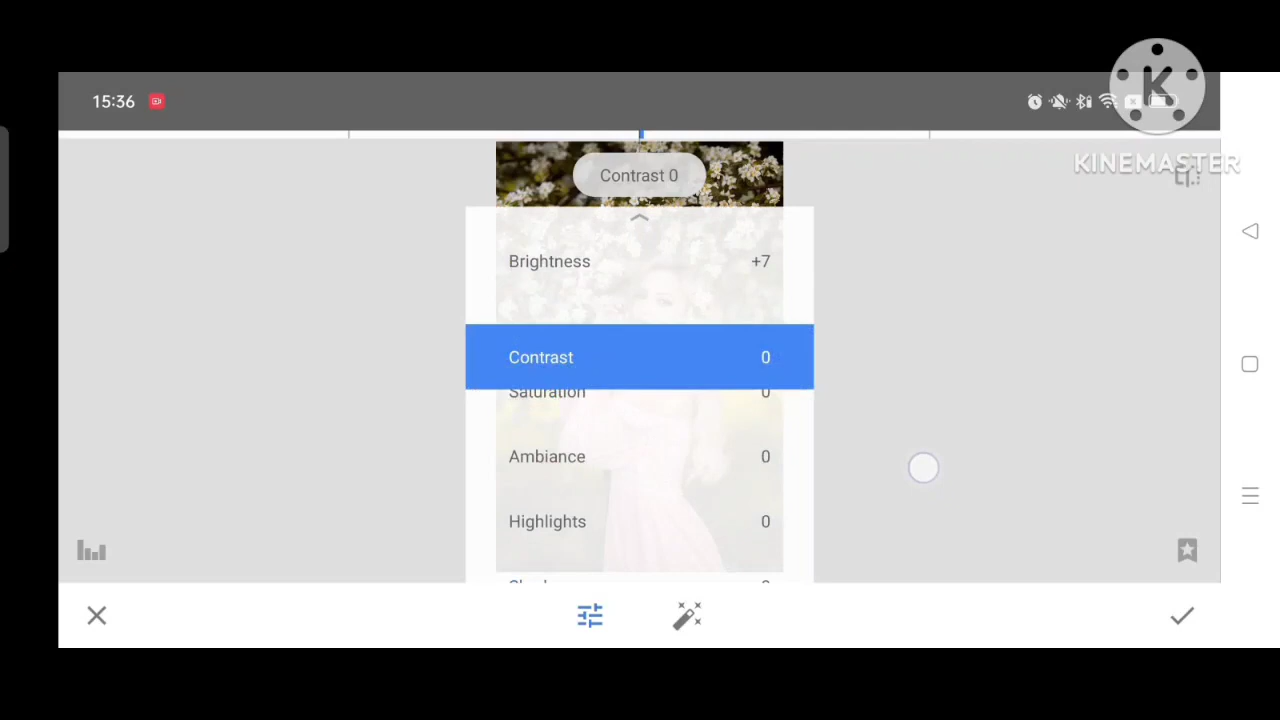 15:36
K
KINEMASTER
Contrast 0
Brightness +7
Contrast 0
Saturation 0
Ambiance 0
Highlights 0